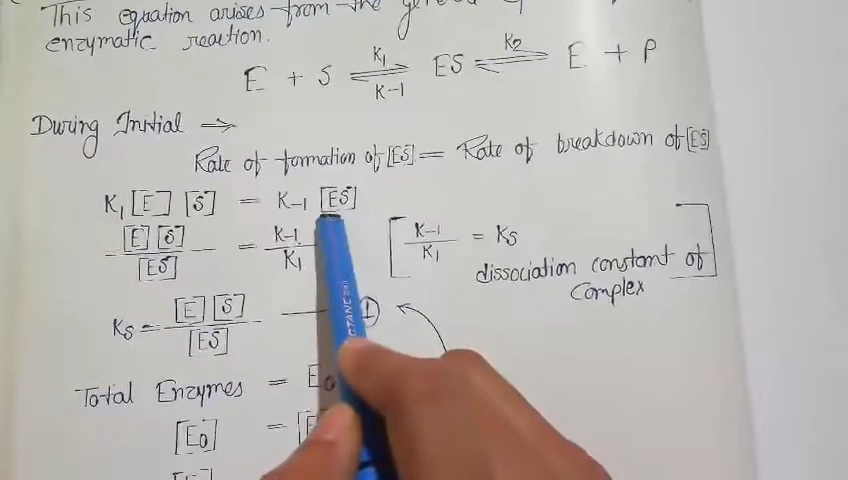 This equation arises from the general
enzymatic reaction.
E + S ⇌ ES ⇌ E + P
K1 K2
K-1
During Initial ⇒
Rate of formation of [ES] = Rate of breakdown of [ES]
K1 [E] [S] = K-1 [ES]
[E] [S] / [ES] = K-1 / K1 [ K-1 / K1 = Ks
dissociation constant of
Complex ]
Ks = [E] [S] / [ES] — 1
Total Enzymes = E0
[E0] = [E